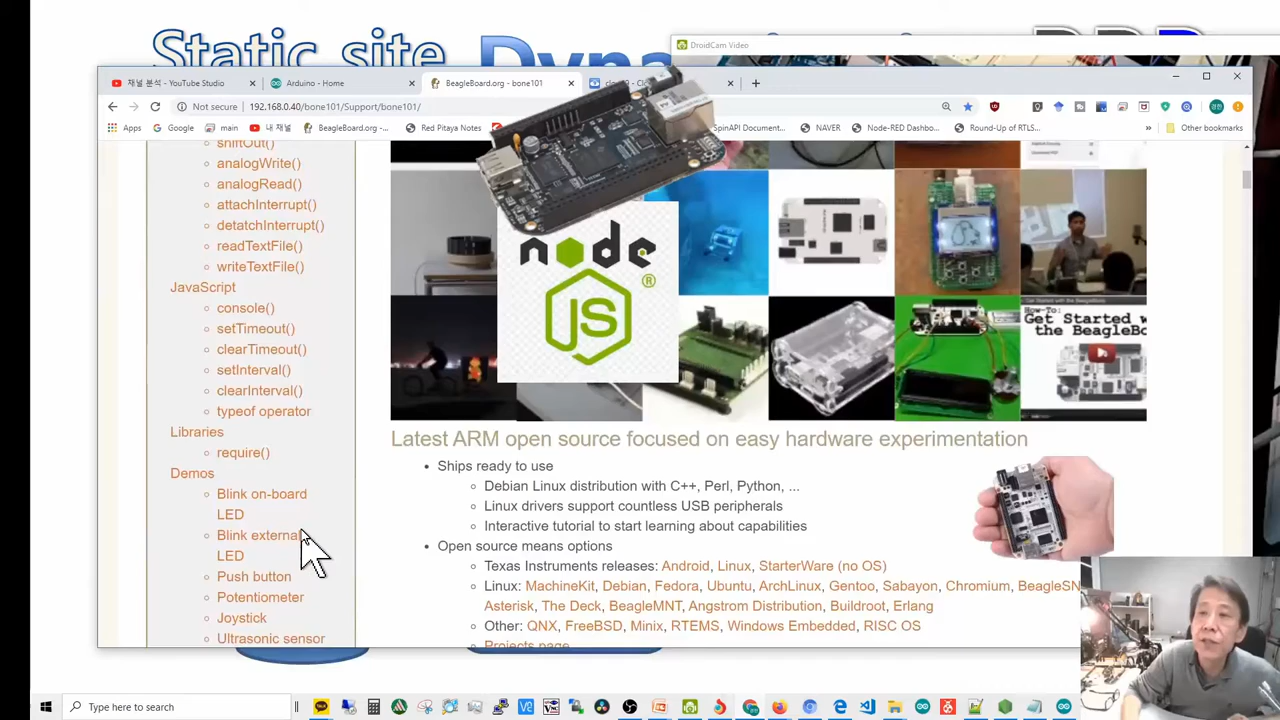 Static site
Dyna
DroidCam Video
채널 분석 - YouTube Studio
Arduino - Home
BeagleBoard.org - bone101
Not secure
192.168.0.40/bone101/Support/bone101/
Apps
Google
main
내 채널
BeagleBoard.org -...
Red Pitaya Notes
SpinAPI Document...
NAVER
Node-RED Dashbo...
Round-Up of RTLS...
Other bookmarks
shiftOut()
analogWrite()
analogRead()
attachInterrupt()
detatchInterrupt()
readTextFile()
writeTextFile()
JavaScript
console()
setTimeout()
clearTimeout()
setInterval()
clearInterval()
typeof operator
Libraries
require()
Demos
Blink on-board
LED
Blink external
LED
Push button
Potentiometer
Joystick
Ultrasonic sensor
node
JS
®
How-To:
Get Started w
the BeagleBo
Latest ARM open source focused on easy hardware experimentation
Ships ready to use
Debian Linux distribution with C++, Perl, Python, ...
Linux drivers support countless USB peripherals
Interactive tutorial to start learning about capabilities
Open source means options
Texas Instruments releases: Android, Linux, StarterWare (no OS)
Linux: MachineKit, Debian, Fedora, Ubuntu, ArchLinux, Gentoo, Sabayon, Chromium, BeagleSN
Asterisk, The Deck, BeagleMNT, Angstrom Distribution, Buildroot, Erlang
Other: QNX, FreeBSD, Minix, RTEMS, Windows Embedded, RISC OS
Projects page
Type here to search